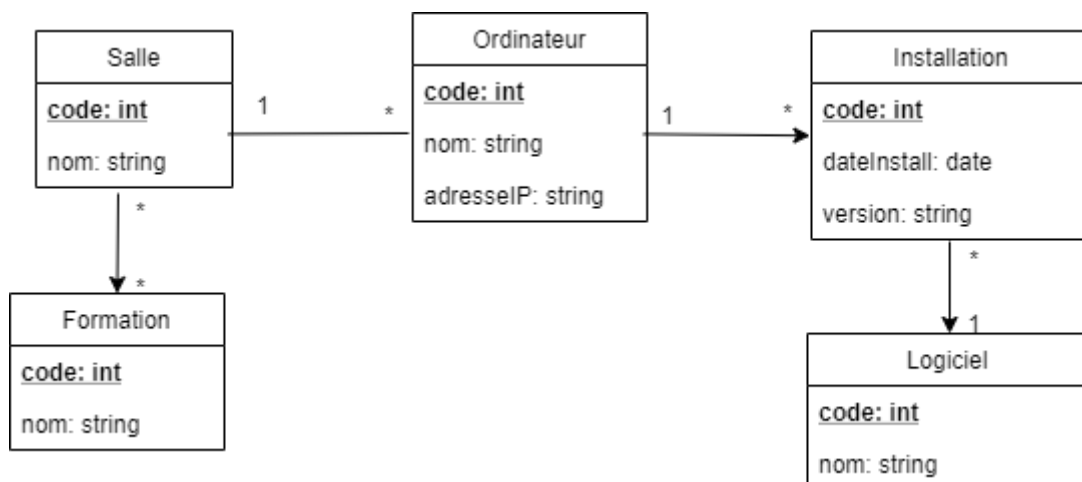 Salle
code: int
nom: string
1
*
Ordinateur
code: int
nom: string
adresseIP: string
1
*
Installation
code: int
dateInstall: date
version: string
*
*
Formation
code: int
nom: string
*
1
Logiciel
code: int
nom: string